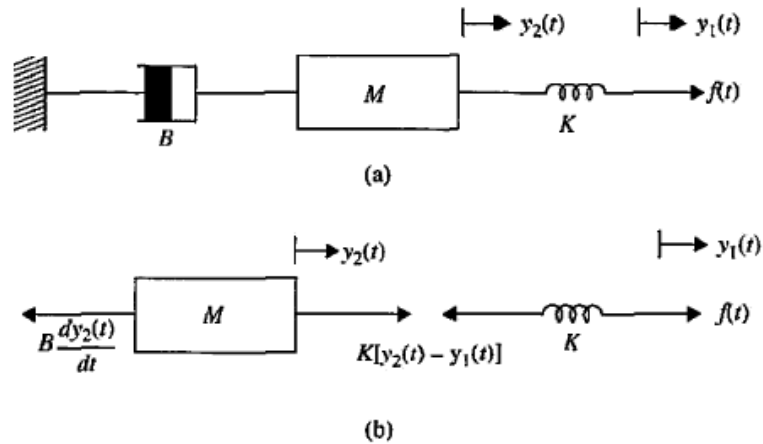 y₂(t) y₁(t)
M f(t)
B K
(a)
y₂(t) y₁(t)
M f(t)
B dy₂(t)/dt K[y₂(t) – y₁(t)] K
(b)